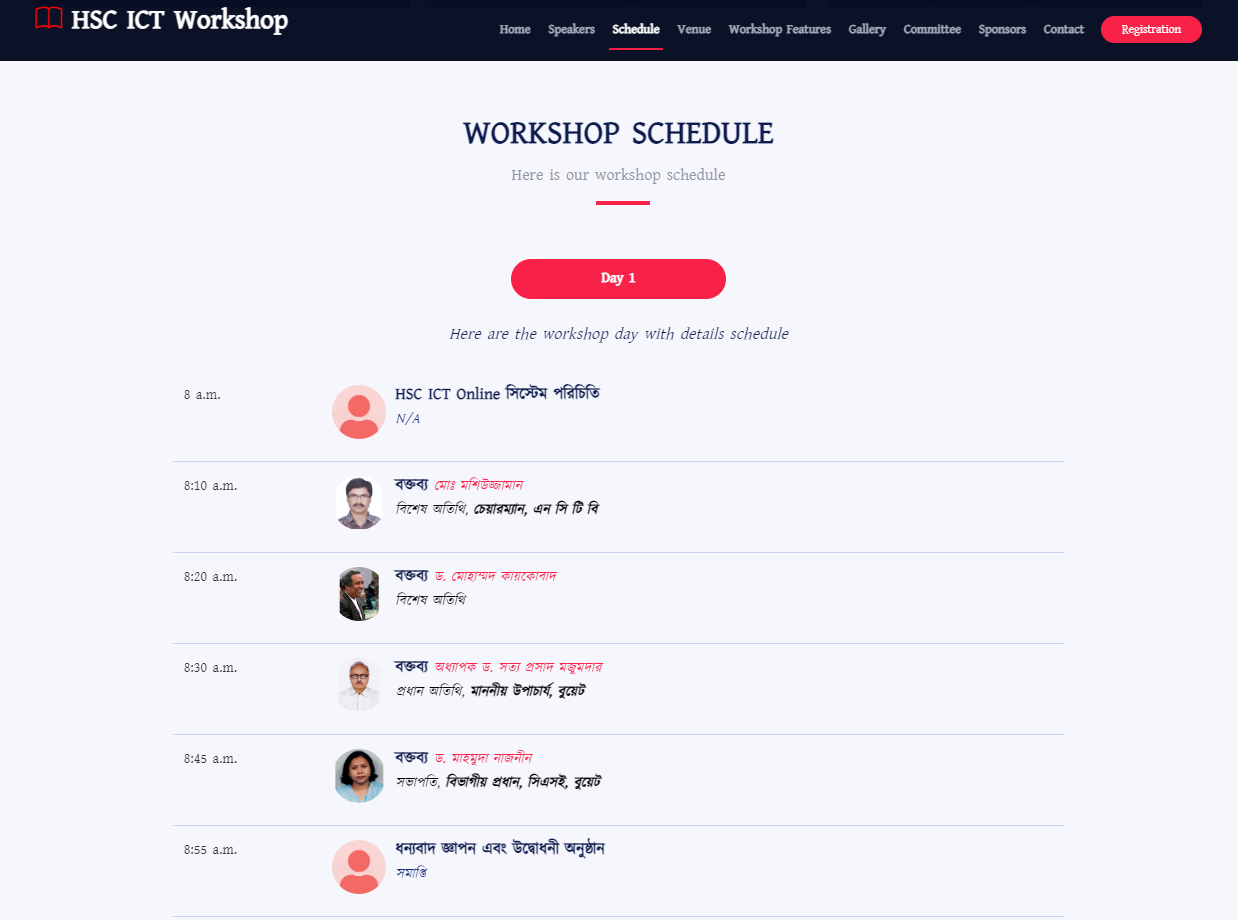 HSC ICT Workshop
Home Speakers Schedule Venue Workshop Features Gallery Committee Sponsors Contact Registration
WORKSHOP SCHEDULE
Here is our workshop schedule
Day 1
Here are the workshop day with details schedule
8 a.m. HSC ICT Online সিস্টেম পরিচিতি
N/A
8:10 a.m. বক্তব্য মোঃ মশিউজ্জামান
বিশেষ অতিথি, চেয়ারম্যান, এন সি টি বি
8:20 a.m. বক্তব্য ড. মোহাম্মদ কায়কোবাদ
বিশেষ অতিথি
8:30 a.m. বক্তব্য অধ্যাপক ড. সত্য প্রসাদ মজুমদার
প্রধান অতিথি, মাননীয় উপাচার্য, বুয়েট
8:45 a.m. বক্তব্য ড. মাহমুদা নাজনীন
সভাপতি, বিভাগীয় প্রধান, সিএসই, বুয়েট
8:55 a.m. ধন্যবাদ জ্ঞাপন এবং উদ্বোধনী অনুষ্ঠান
সমাপ্তি